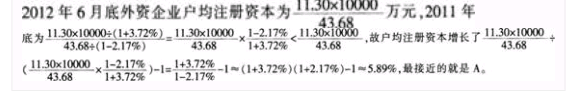 2012 年 6 月底外资企业户均注册资本为 11.30×10000/43.68 万元,2011 年
底为 11.30×10000÷(1+3.72%)/43.68÷(1-2.17%) = 11.30×10000/43.68 × 1-2.17%/1+3.72% < 11.30×10000/43.68 ,故户均注册资本增长了 11.30×10000/43.68 ÷
( 11.30×10000/43.68 × 1-2.17%/1+3.72% )-1= 1+3.72%/1-2.17% -1≈(1+3.72%)(1+2.17%)-1≈5.89%,最接近的就是 A。